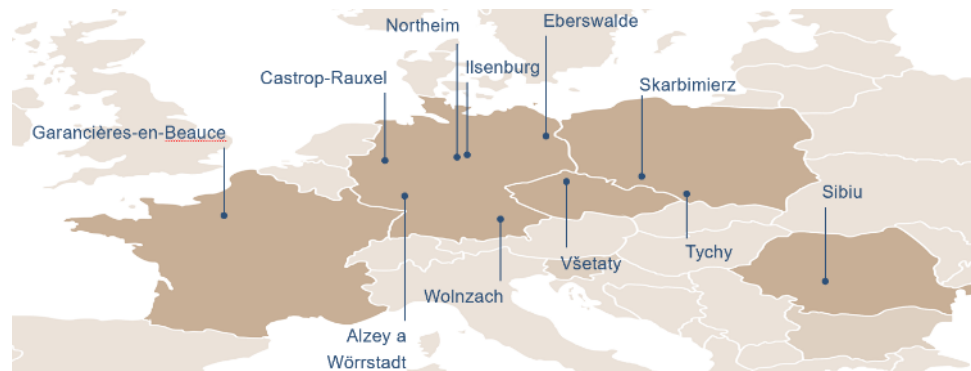 Northeim
Eberswalde
Ilsenburg
Castrop-Rauxel
Skarbimierz
Garancières-en-Beauce
Sibiu
Tychy
Všetaty
Wolnzach
Alzey a
Wörrstadt